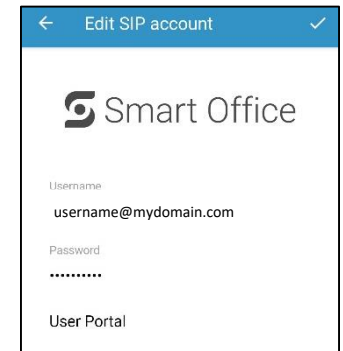 Edit SIP account
Smart Office
Username
username@mydomain.com
Password
••••••••••
User Portal